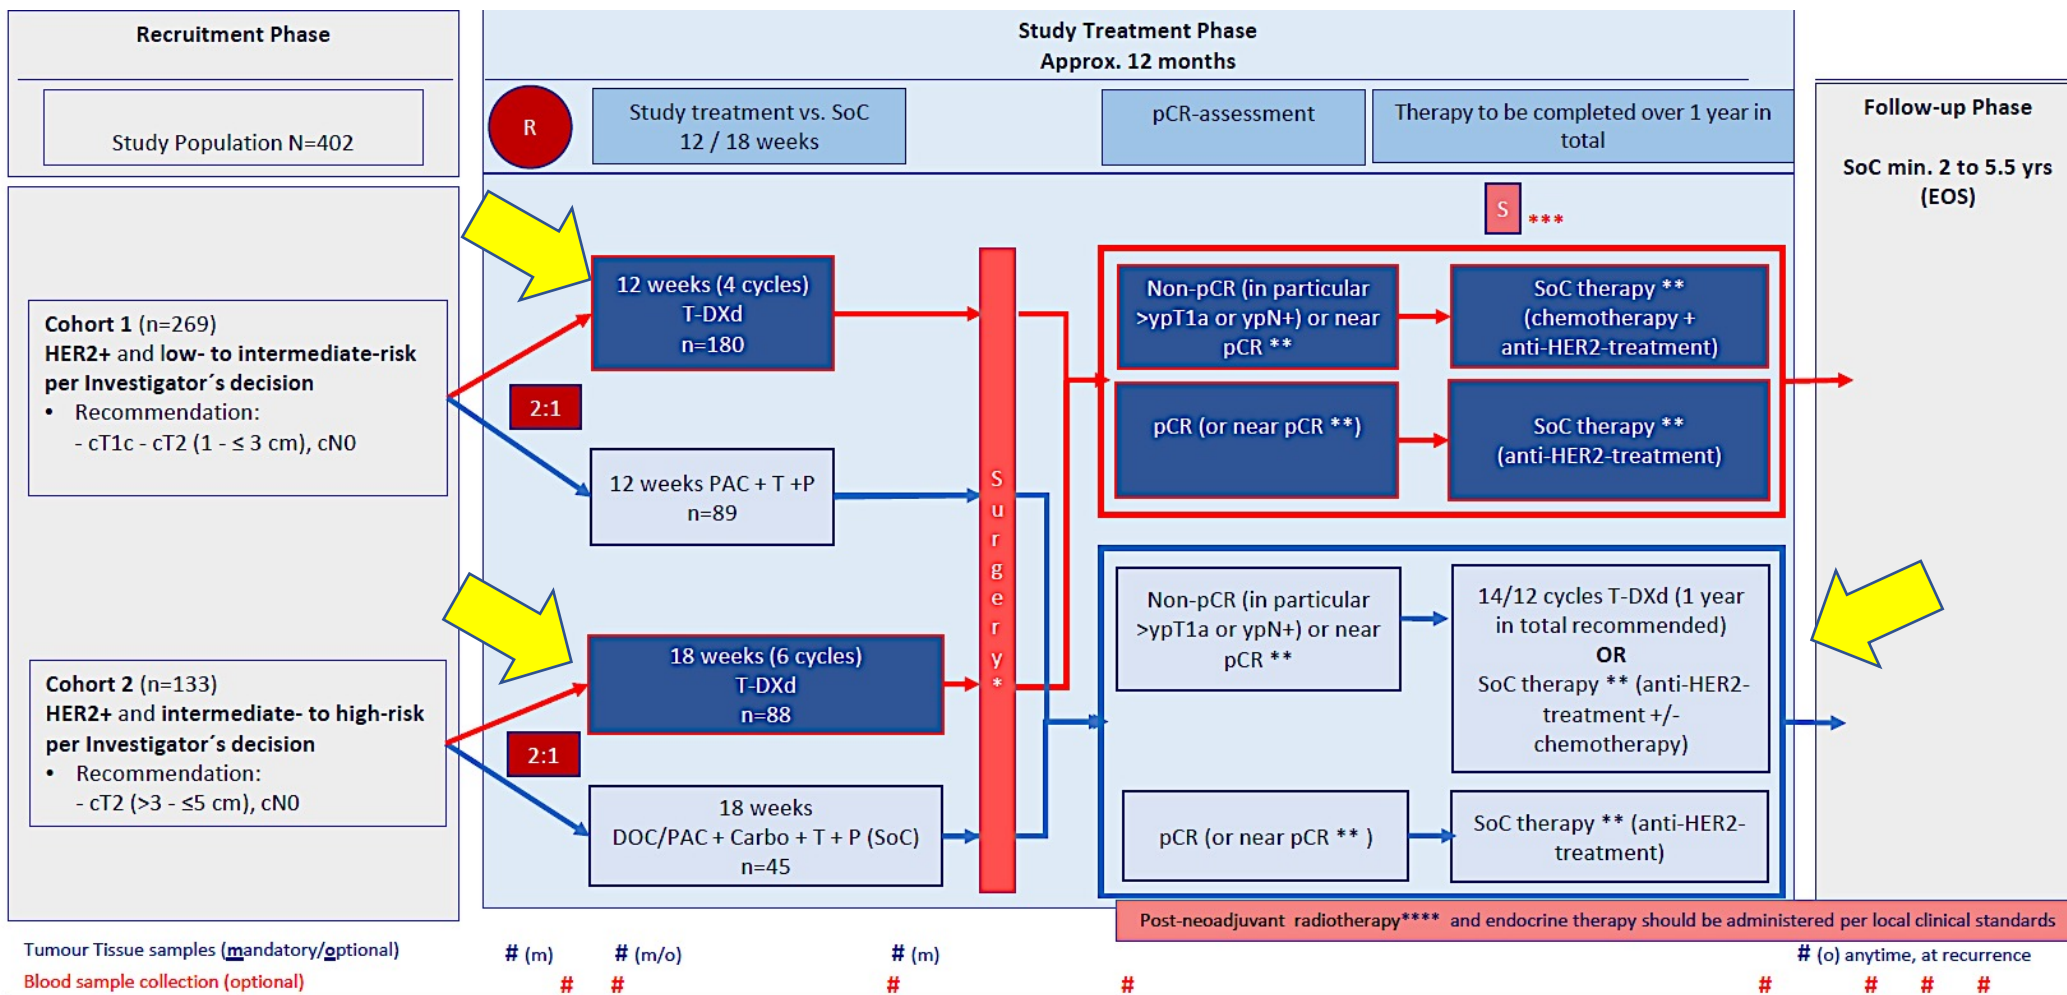 Recruitment Phase
Study Population N=402
Study Treatment Phase
Approx. 12 months
R
Study treatment vs. SoC
12 / 18 weeks
pCR-assessment
Therapy to be completed over 1 year in
total
Follow-up Phase
SoC min. 2 to 5.5 yrs
(EOS)
S ***
Cohort 1 (n=269)
HER2+ and low- to intermediate-risk
per Investigator´s decision
• Recommendation:
- cT1c - cT2 (1 - ≤ 3 cm), cN0
2:1
12 weeks (4 cycles)
T-DXd
n=180
12 weeks PAC + T +P
n=89
Cohort 2 (n=133)
HER2+ and intermediate- to high-risk
per Investigator´s decision
• Recommendation:
- cT2 (>3 - ≤5 cm), cN0
2:1
18 weeks (6 cycles)
T-DXd
n=88
18 weeks
DOC/PAC + Carbo + T + P (SoC)
n=45
Surgery*
Non-pCR (in particular
>ypT1a or ypN+) or near
pCR **
SoC therapy **
(chemotherapy +
anti-HER2-treatment)
pCR (or near pCR **)
SoC therapy **
(anti-HER2-treatment)
Non-pCR (in particular
>ypT1a or ypN+) or near
pCR **
14/12 cycles T-DXd (1 year
in total recommended)
OR
SoC therapy ** (anti-HER2-
treatment +/-
chemotherapy)
pCR (or near pCR ** )
SoC therapy ** (anti-HER2-
treatment)
Post-neoadjuvant radiotherapy**** and endocrine therapy should be administered per local clinical standards
Tumour Tissue samples (mandatory/optional) # (m) # (m/o) # (m) # (o) anytime, at recurrence
Blood sample collection (optional) # # # # # # # #